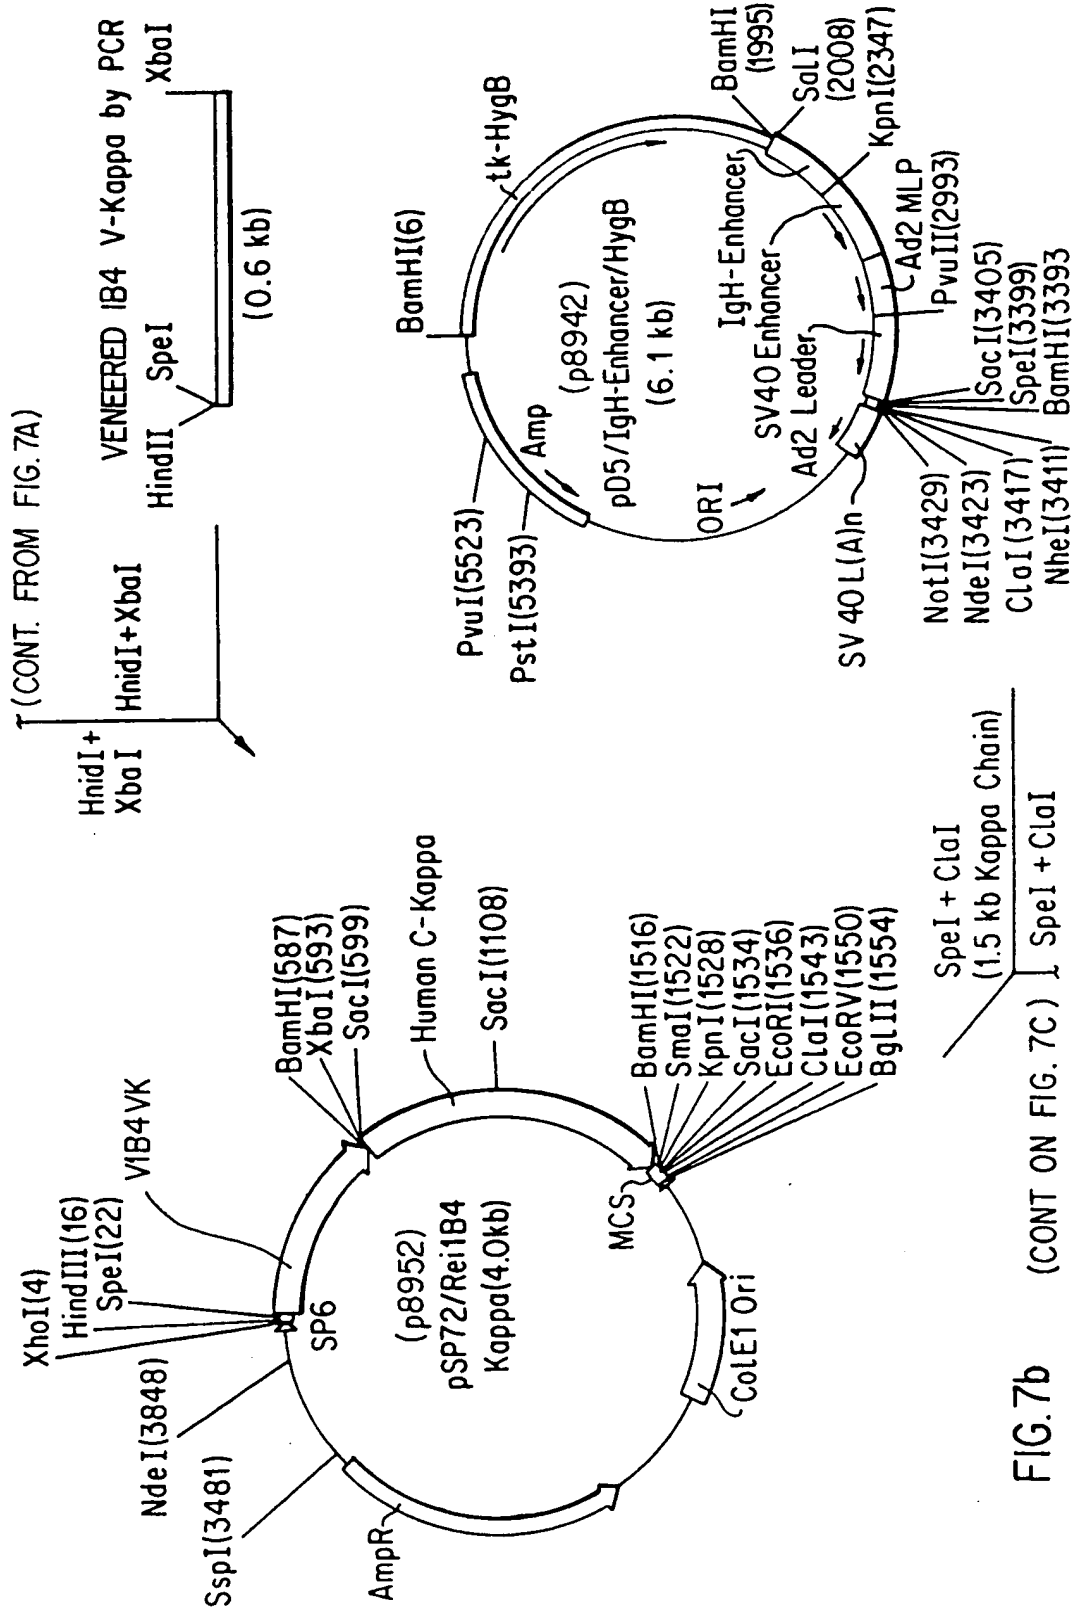 (CONT. FROM FIG. 7A)
HnidI+
XbaI
HnidI+XbaI
VENEERED IB4 V-Kappa by PCR
HindII
SpeI
XbaI
(0.6 kb)
XhoI(4)
HindIII(16)
SpeI(22)
V1B4VK
NdeI(3848)
SspI(3481)
SP6
BamHI(587)
XbaI(593)
SacI(599)
Human C-Kappa
SacI(1108)
(p8952)
pSP72/Rei1B4
Kappa(4.0kb)
AmpR
MCS
ColE1 Ori
BamHI(1516)
SmaI(1522)
KpnI(1528)
SacI(1534)
EcoRI(1536)
ClaI(1543)
EcoRV(1550)
BglII(1554)
BamHI(6)
tk-HygB
PvuI(5523)
PstI(5393)
Amp
(p8942)
pD5/IgH-Enhancer/HygB
(6.1 kb)
ORI
IgH-Enhancer
SV40 Enhancer
Ad2 Leader
BamHI
(1995)
SalI
(2008)
KpnI(2347)
Ad2 MLP
PvuII(2993)
SV 40 L(A)n
NotI(3429)
NdeI(3423)
ClaI(3417)
NheI(3411)
SacI(3405)
SpeI(3399)
BamHI(3393
SpeI + ClaI
(1.5 kb Kappa Chain)
SpeI + ClaI
(CONT ON FIG. 7C)
FIG. 7b